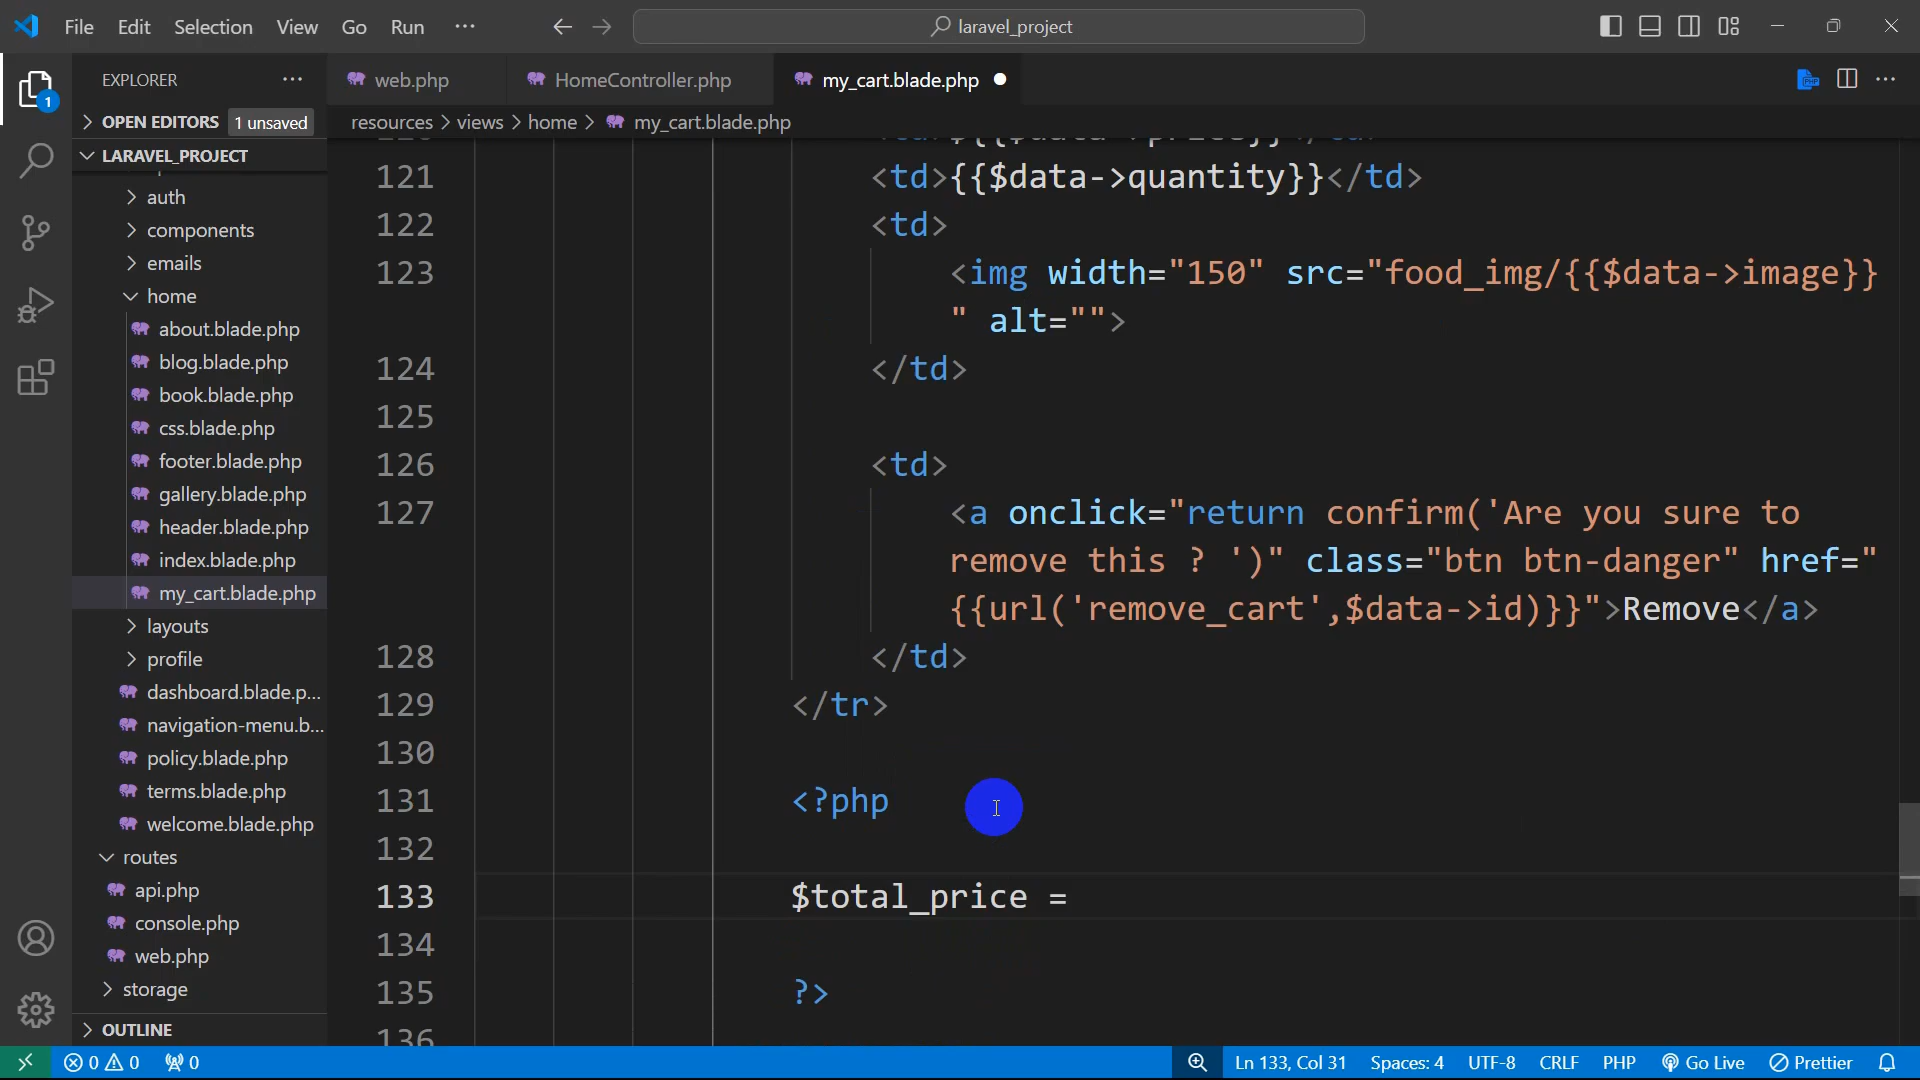 File Edit Selection View Go Run ···
laravel_project
EXPLORER ···
OPEN EDITORS 1 unsaved
LARAVEL_PROJECT
auth
components
emails
home
about.blade.php
blog.blade.php
book.blade.php
css.blade.php
footer.blade.php
gallery.blade.php
header.blade.php
index.blade.php
my_cart.blade.php
layouts
profile
dashboard.blade.p...
navigation-menu.b...
policy.blade.php
terms.blade.php
welcome.blade.php
routes
api.php
console.php
web.php
storage
OUTLINE
1
web.php HomeController.php my_cart.blade.php
resources > views > home > my_cart.blade.php
121 <td>{{$data->quantity}}</td>
122 <td>
123 <img width="150" src="food_img/{{$data->image}}
" alt="">
124 </td>
125
126 <td>
127 <a onclick="return confirm('Are you sure to
remove this ? ')" class="btn btn-danger" href="
{{url('remove_cart',$data->id)}}">Remove</a>
128 </td>
129 </tr>
130
131 <?php
132
133 $total_price =
134
135 ?>
136
0 0 0 Ln 133, Col 31 Spaces: 4 UTF-8 CRLF PHP Go Live Prettier